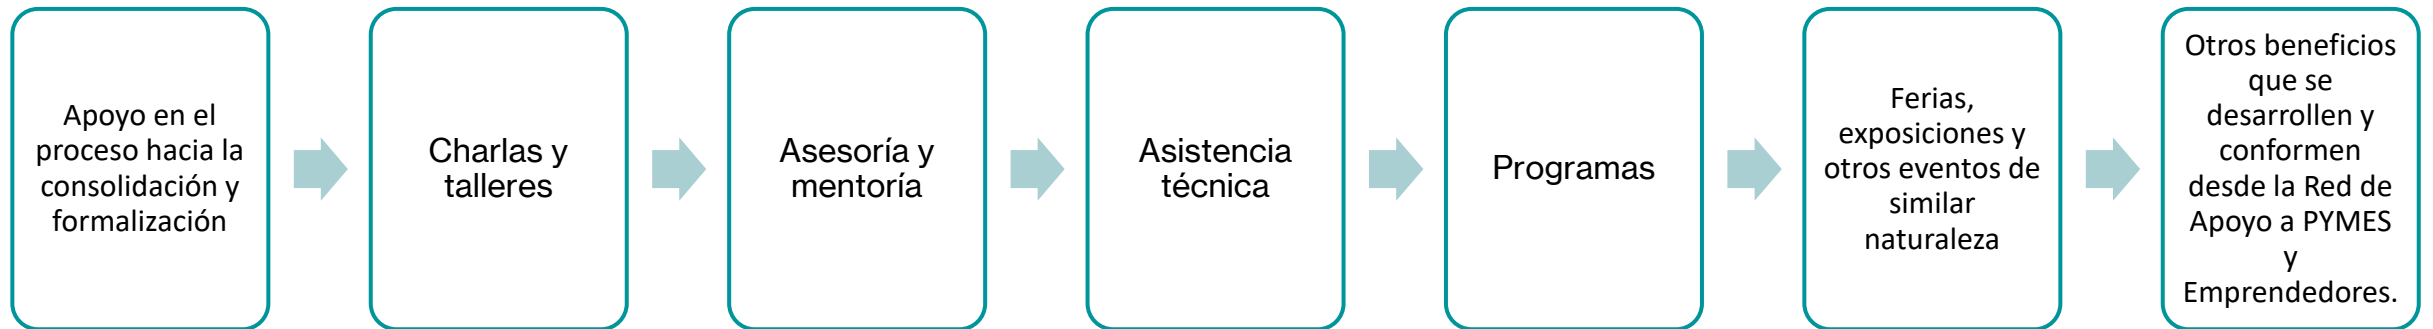 Apoyo en el
proceso hacia la
consolidación y
formalización
Charlas y
talleres
Asesoría y
mentoría
Asistencia
técnica
Programas
Ferias,
exposiciones y
otros eventos de
similar
naturaleza
Otros beneficios
que se
desarrollen y
conformen
desde la Red de
Apoyo a PYMES
y
Emprendedores.